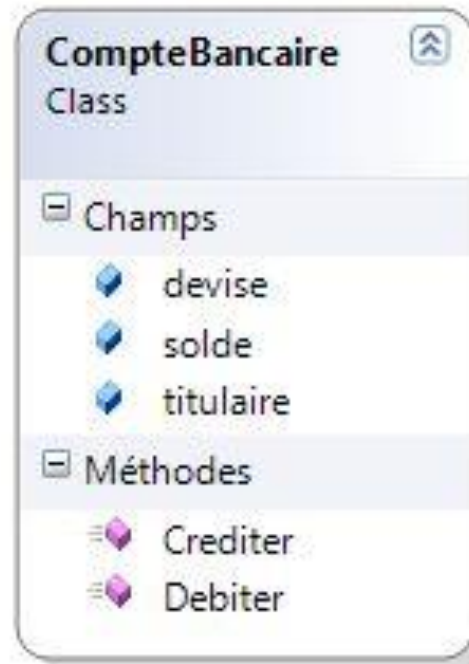 CompteBancaire
Class
Champs
devise
solde
titulaire
Méthodes
Crediter
Debiter